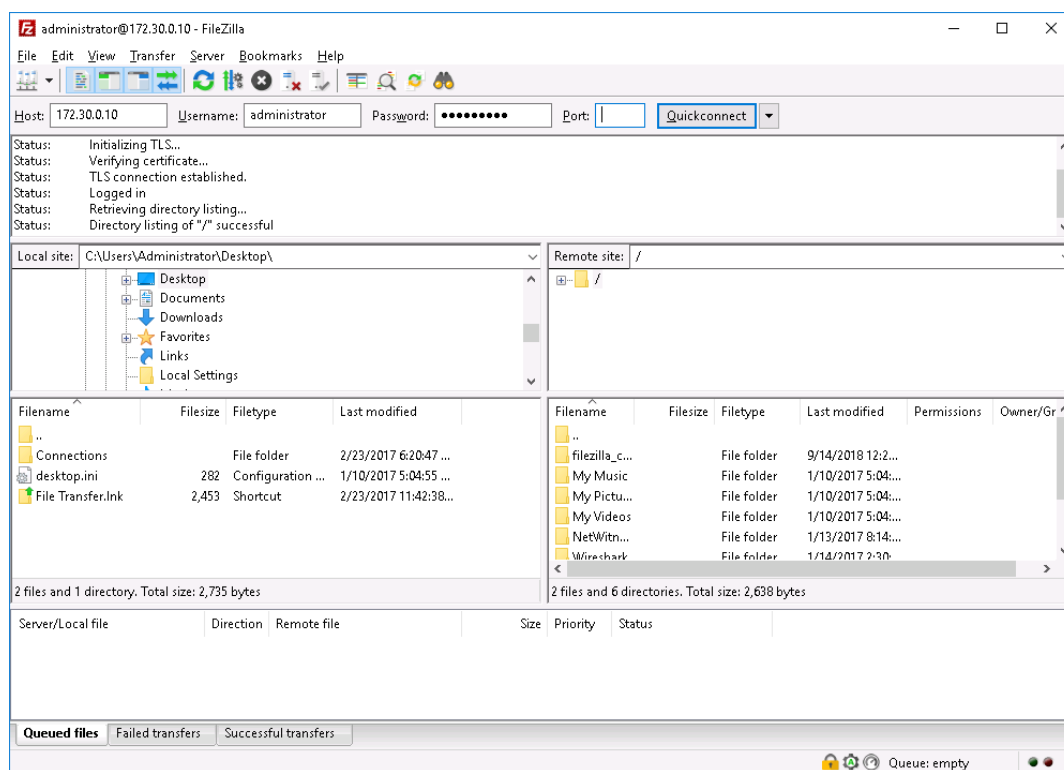 administrator@172.30.0.10 - FileZilla
File Edit View Transfer Server Bookmarks Help
Host: 172.30.0.10 Username: administrator Password: ●●●●●●●●● Port: Quickconnect
Status: Initializing TLS...
Status: Verifying certificate...
Status: TLS connection established.
Status: Logged in
Status: Retrieving directory listing...
Status: Directory listing of "/" successful
Local site: C:\Users\Administrator\Desktop\
Desktop
Documents
Downloads
Favorites
Links
Local Settings
Remote site: /
/
Filename Filesize Filetype Last modified
..
Connections File folder 2/23/2017 6:20:47 ...
desktop.ini 282 Configuration ... 1/10/2017 5:04:55 ...
File Transfer.lnk 2,453 Shortcut 2/23/2017 11:42:38...
2 files and 1 directory. Total size: 2,735 bytes
Filename Filesize Filetype Last modified Permissions Owner/Gr
..
filezilla_c... File folder 9/14/2018 12:2...
My Music File folder 1/10/2017 5:04:...
My Pictu... File folder 1/10/2017 5:04:...
My Videos File folder 1/10/2017 5:04:...
NetWitn... File folder 1/13/2017 8:14:...
Wireshark File folder 1/14/2017 2:30:
2 files and 6 directories. Total size: 2,638 bytes
Server/Local file Direction Remote file Size Priority Status
Queued files Failed transfers Successful transfers
Queue: empty